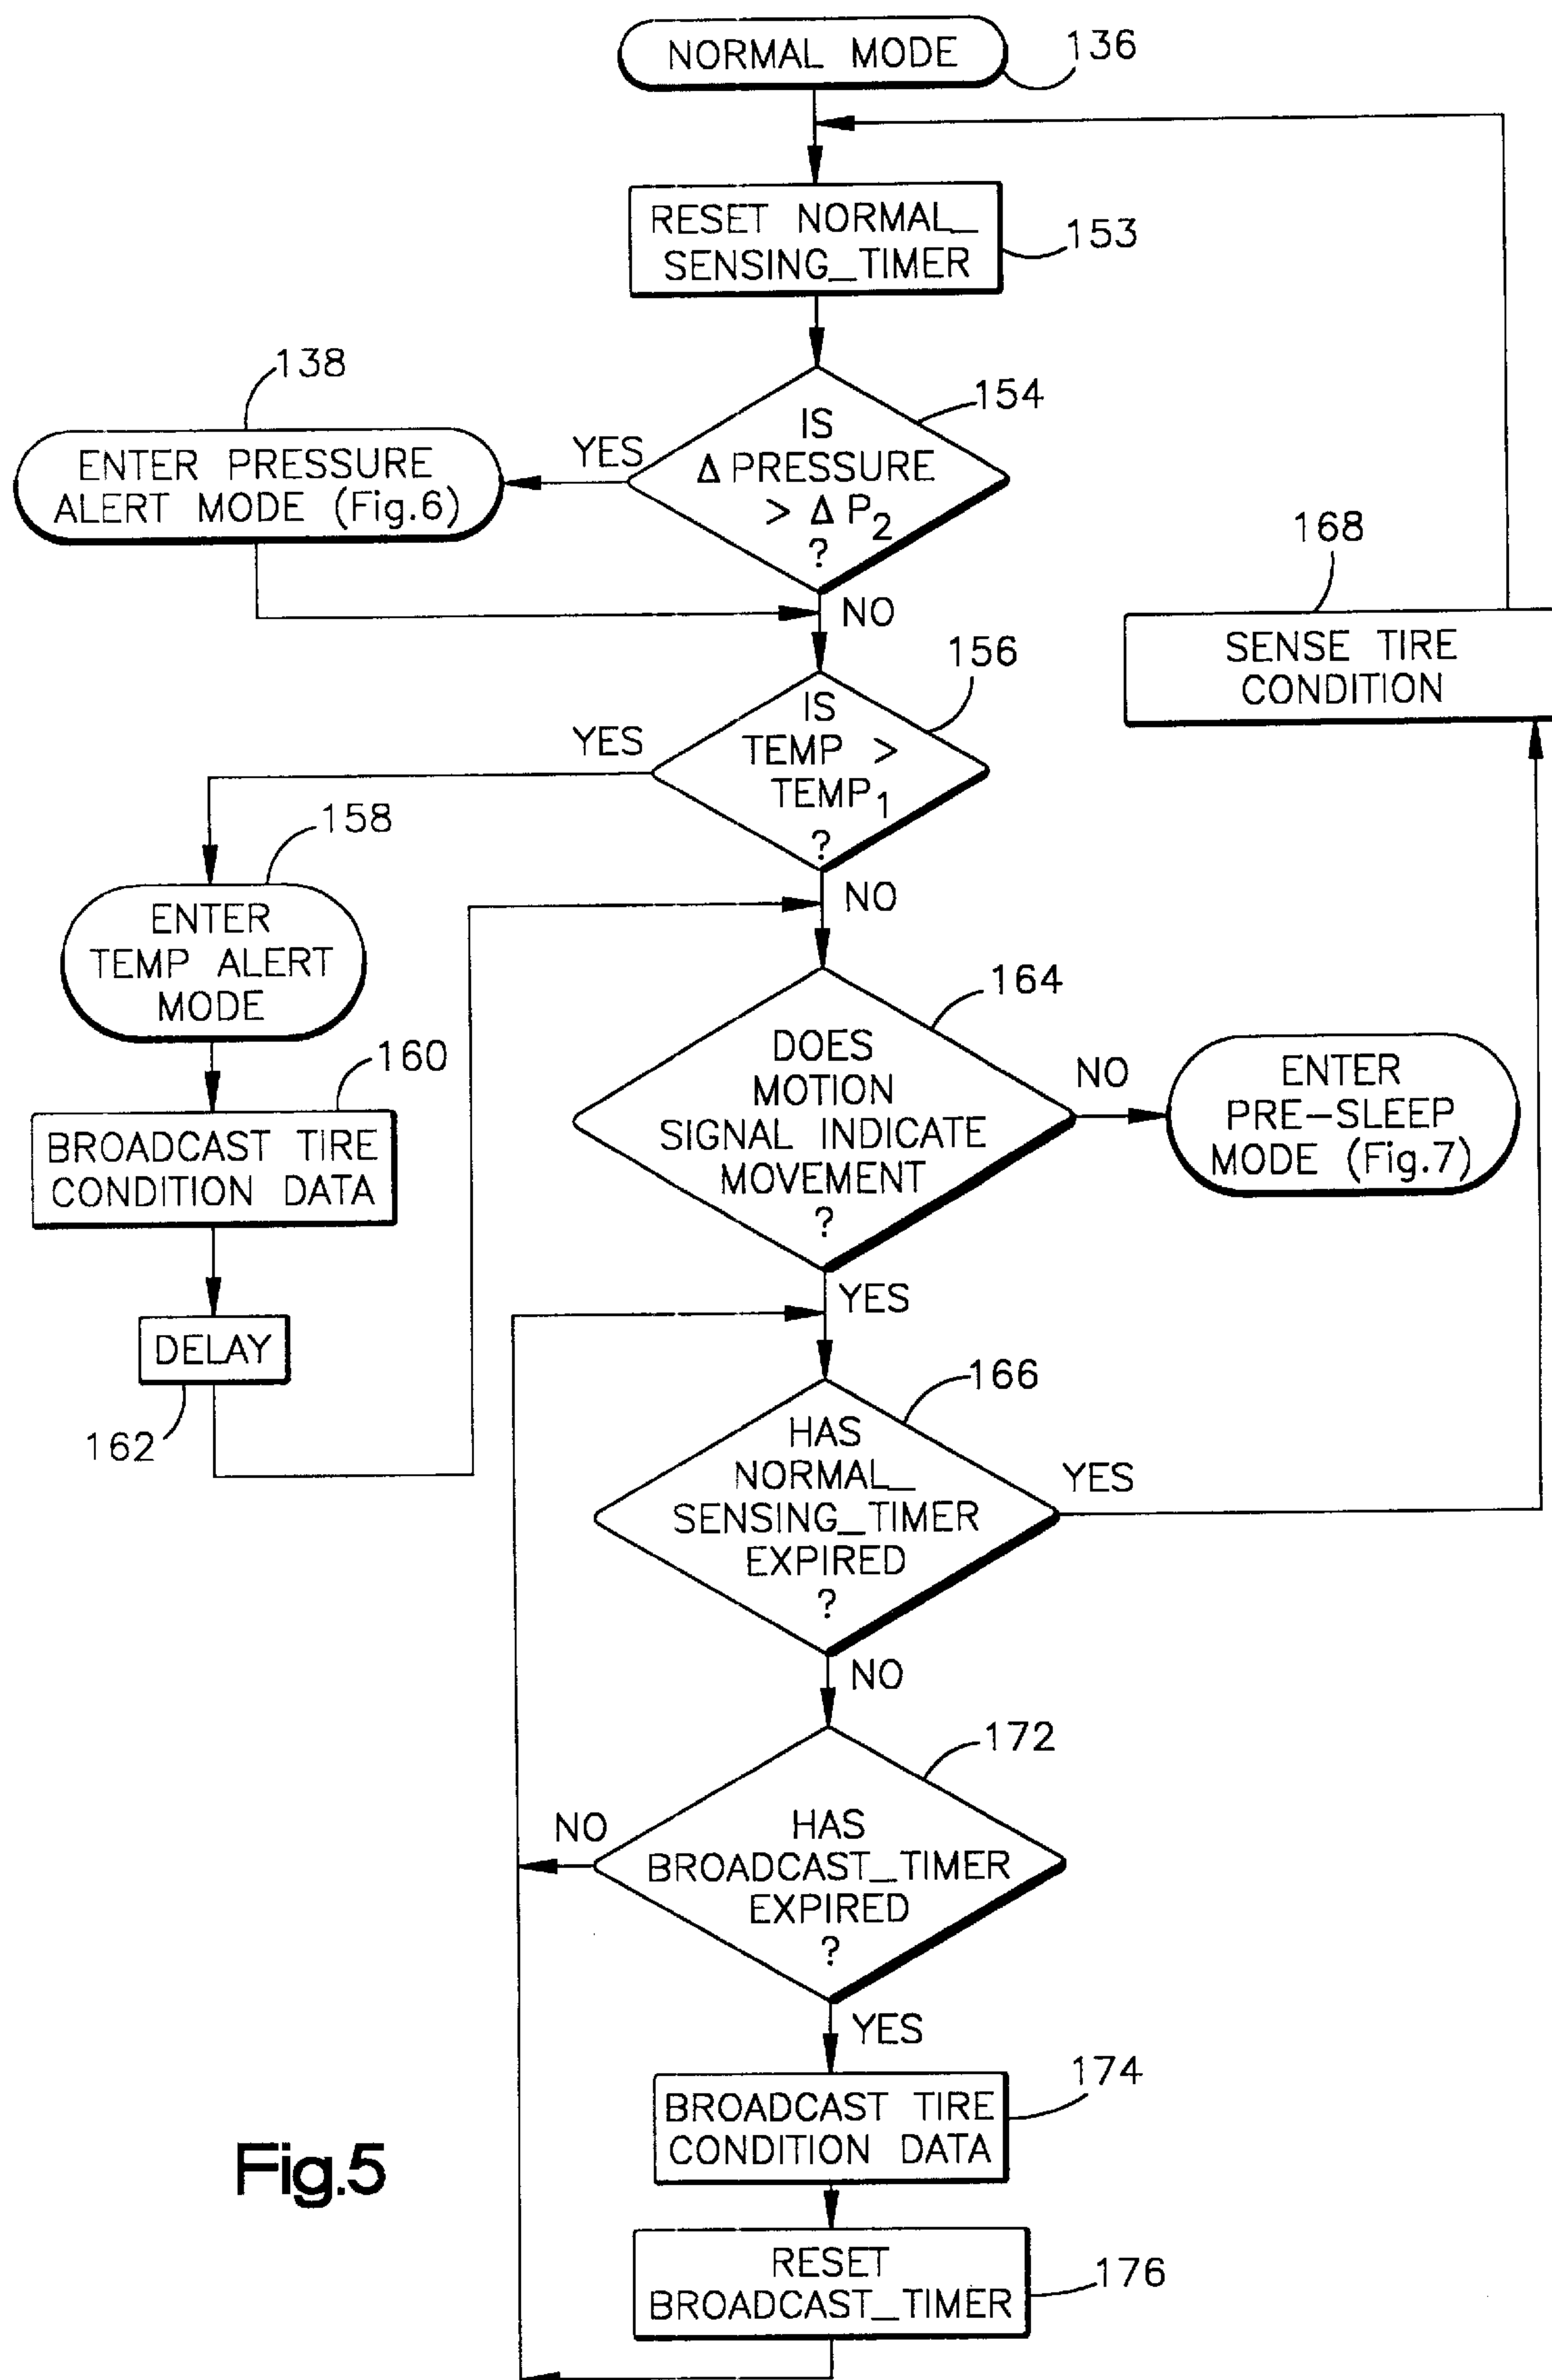 NORMAL MODE
136
RESET NORMAL_
SENSING_TIMER
153
138
154
IS
Δ PRESSURE
> Δ P2
?
YES
ENTER PRESSURE
ALERT MODE (Fig.6)
NO
168
SENSE TIRE
CONDITION
156
IS
TEMP >
TEMP1
?
YES
NO
158
ENTER
TEMP ALERT
MODE
160
BROADCAST TIRE
CONDITION DATA
DELAY
162
164
DOES
MOTION
SIGNAL INDICATE
MOVEMENT
?
NO
ENTER
PRE-SLEEP
MODE (Fig.7)
YES
166
HAS
NORMAL_
SENSING_TIMER
EXPIRED
?
YES
NO
172
HAS
BROADCAST_TIMER
EXPIRED
?
NO
YES
174
BROADCAST TIRE
CONDITION DATA
RESET
BROADCAST_TIMER
176
Fig.5